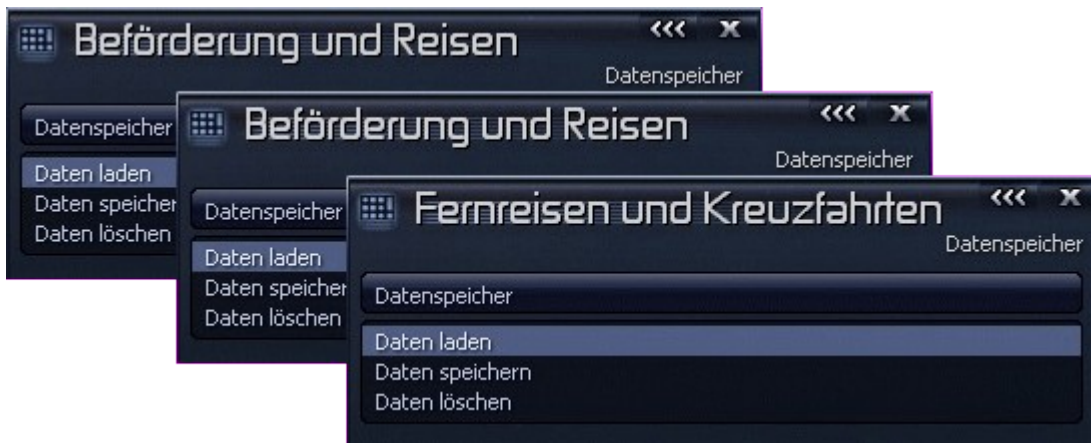 Beförderung und Reisen
<<< x
Datenspeicher
Datenspeicher
Daten laden
Daten speicher
Daten löschen
Beförderung und Reisen
<<< x
Datenspeicher
Datenspeicher
Daten laden
Daten speicher
Daten löschen
Fernreisen und Kreuzfahrten
<<< x
Datenspeicher
Datenspeicher
Daten laden
Daten speichern
Daten löschen